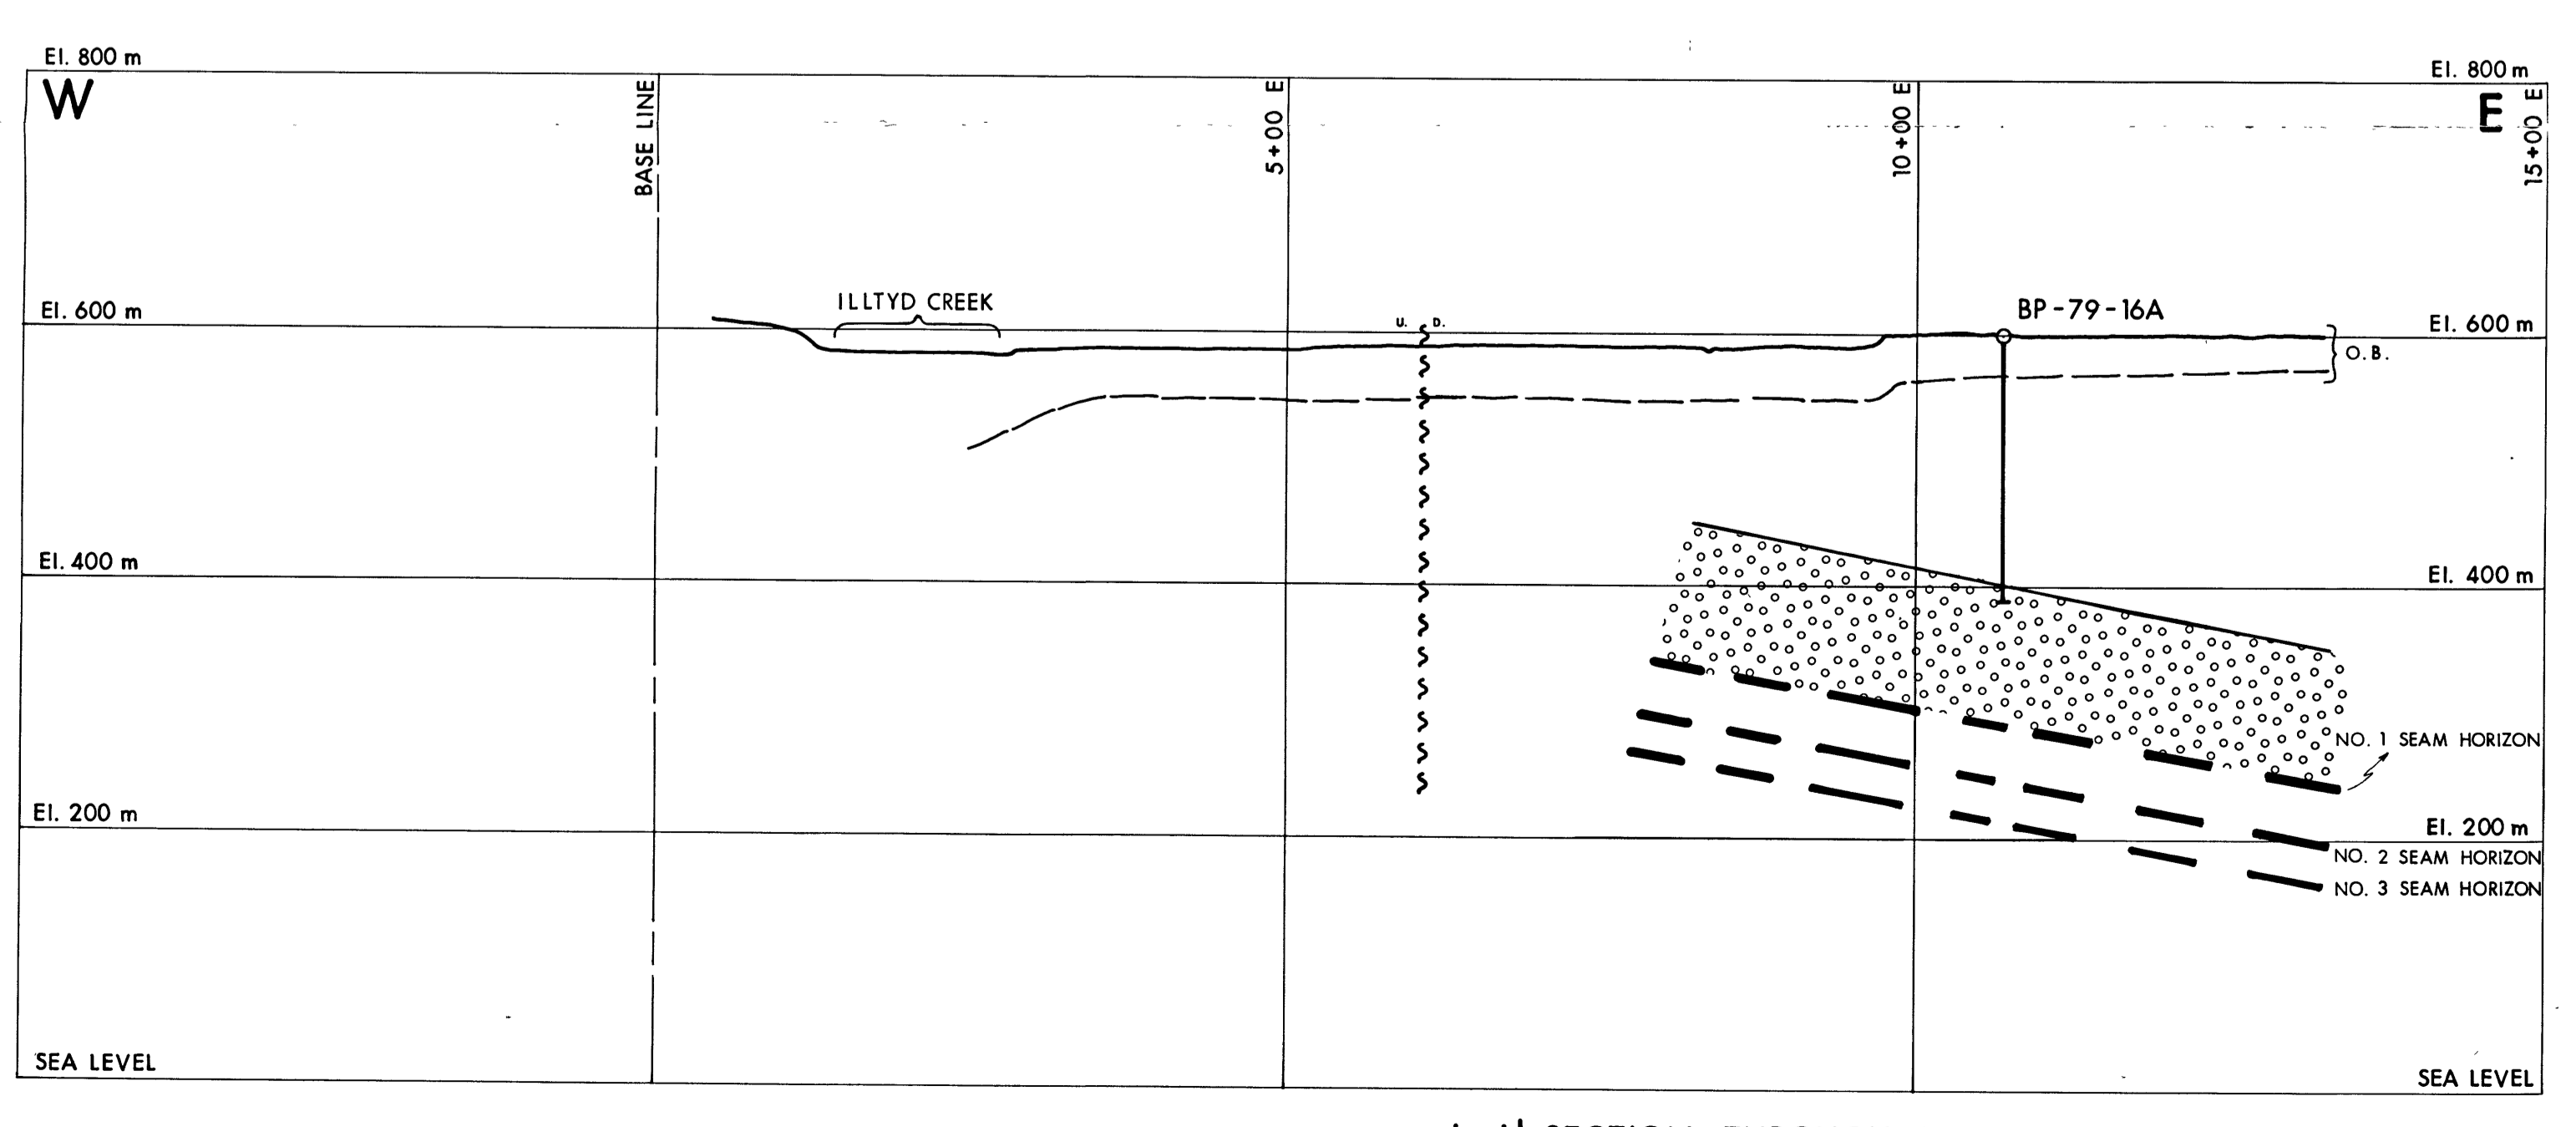 El. 800 m
El. 800 m
W
E
BASE LINE
5+00 E
10+00 E
15+00 E
ILLTYD CREEK
BP-79-16A
El. 600 m
El. 600 m
U. D.
O.B.
El. 400 m
El. 400 m
NO. 1 SEAM HORIZON
El. 200 m
El. 200 m
NO. 2 SEAM HORIZON
NO. 3 SEAM HORIZON
SEA LEVEL
SEA LEVEL